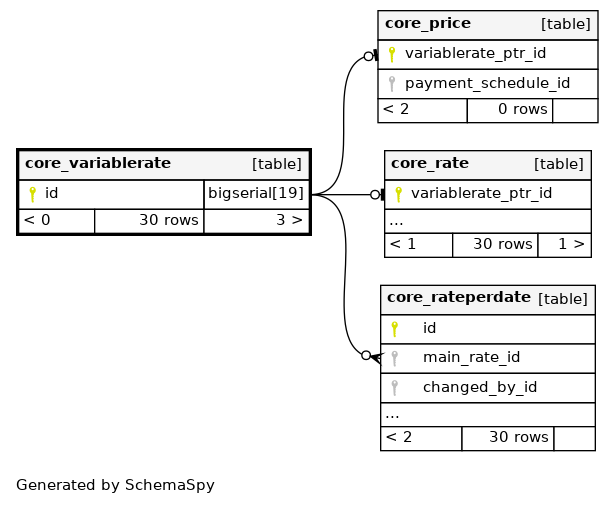 core_price [table]
variablerate_ptr_id
payment_schedule_id
< 2 0 rows
core_variablerate [table]
id bigserial[19]
< 0 30 rows 3 >
core_rate [table]
variablerate_ptr_id
...
< 1 30 rows 1 >
core_rateperdate [table]
id
main_rate_id
changed_by_id
...
< 2 30 rows
Generated by SchemaSpy